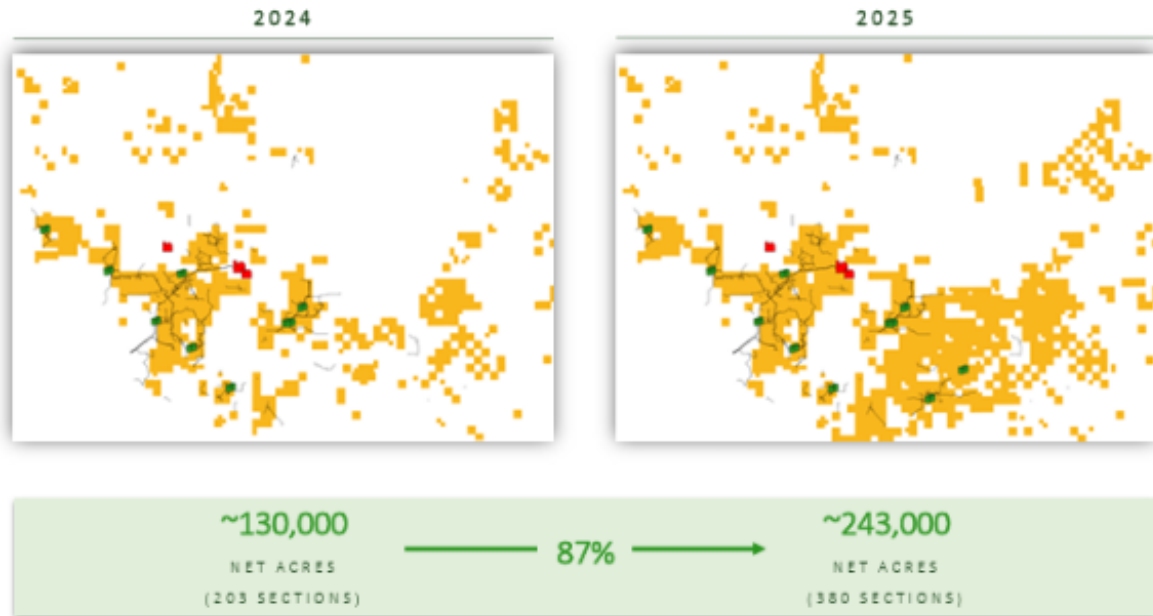 2024
2025
~130,000
NET ACRES
(203 SECTIONS)
87%
~243,000
NET ACRES
(380 SECTIONS)